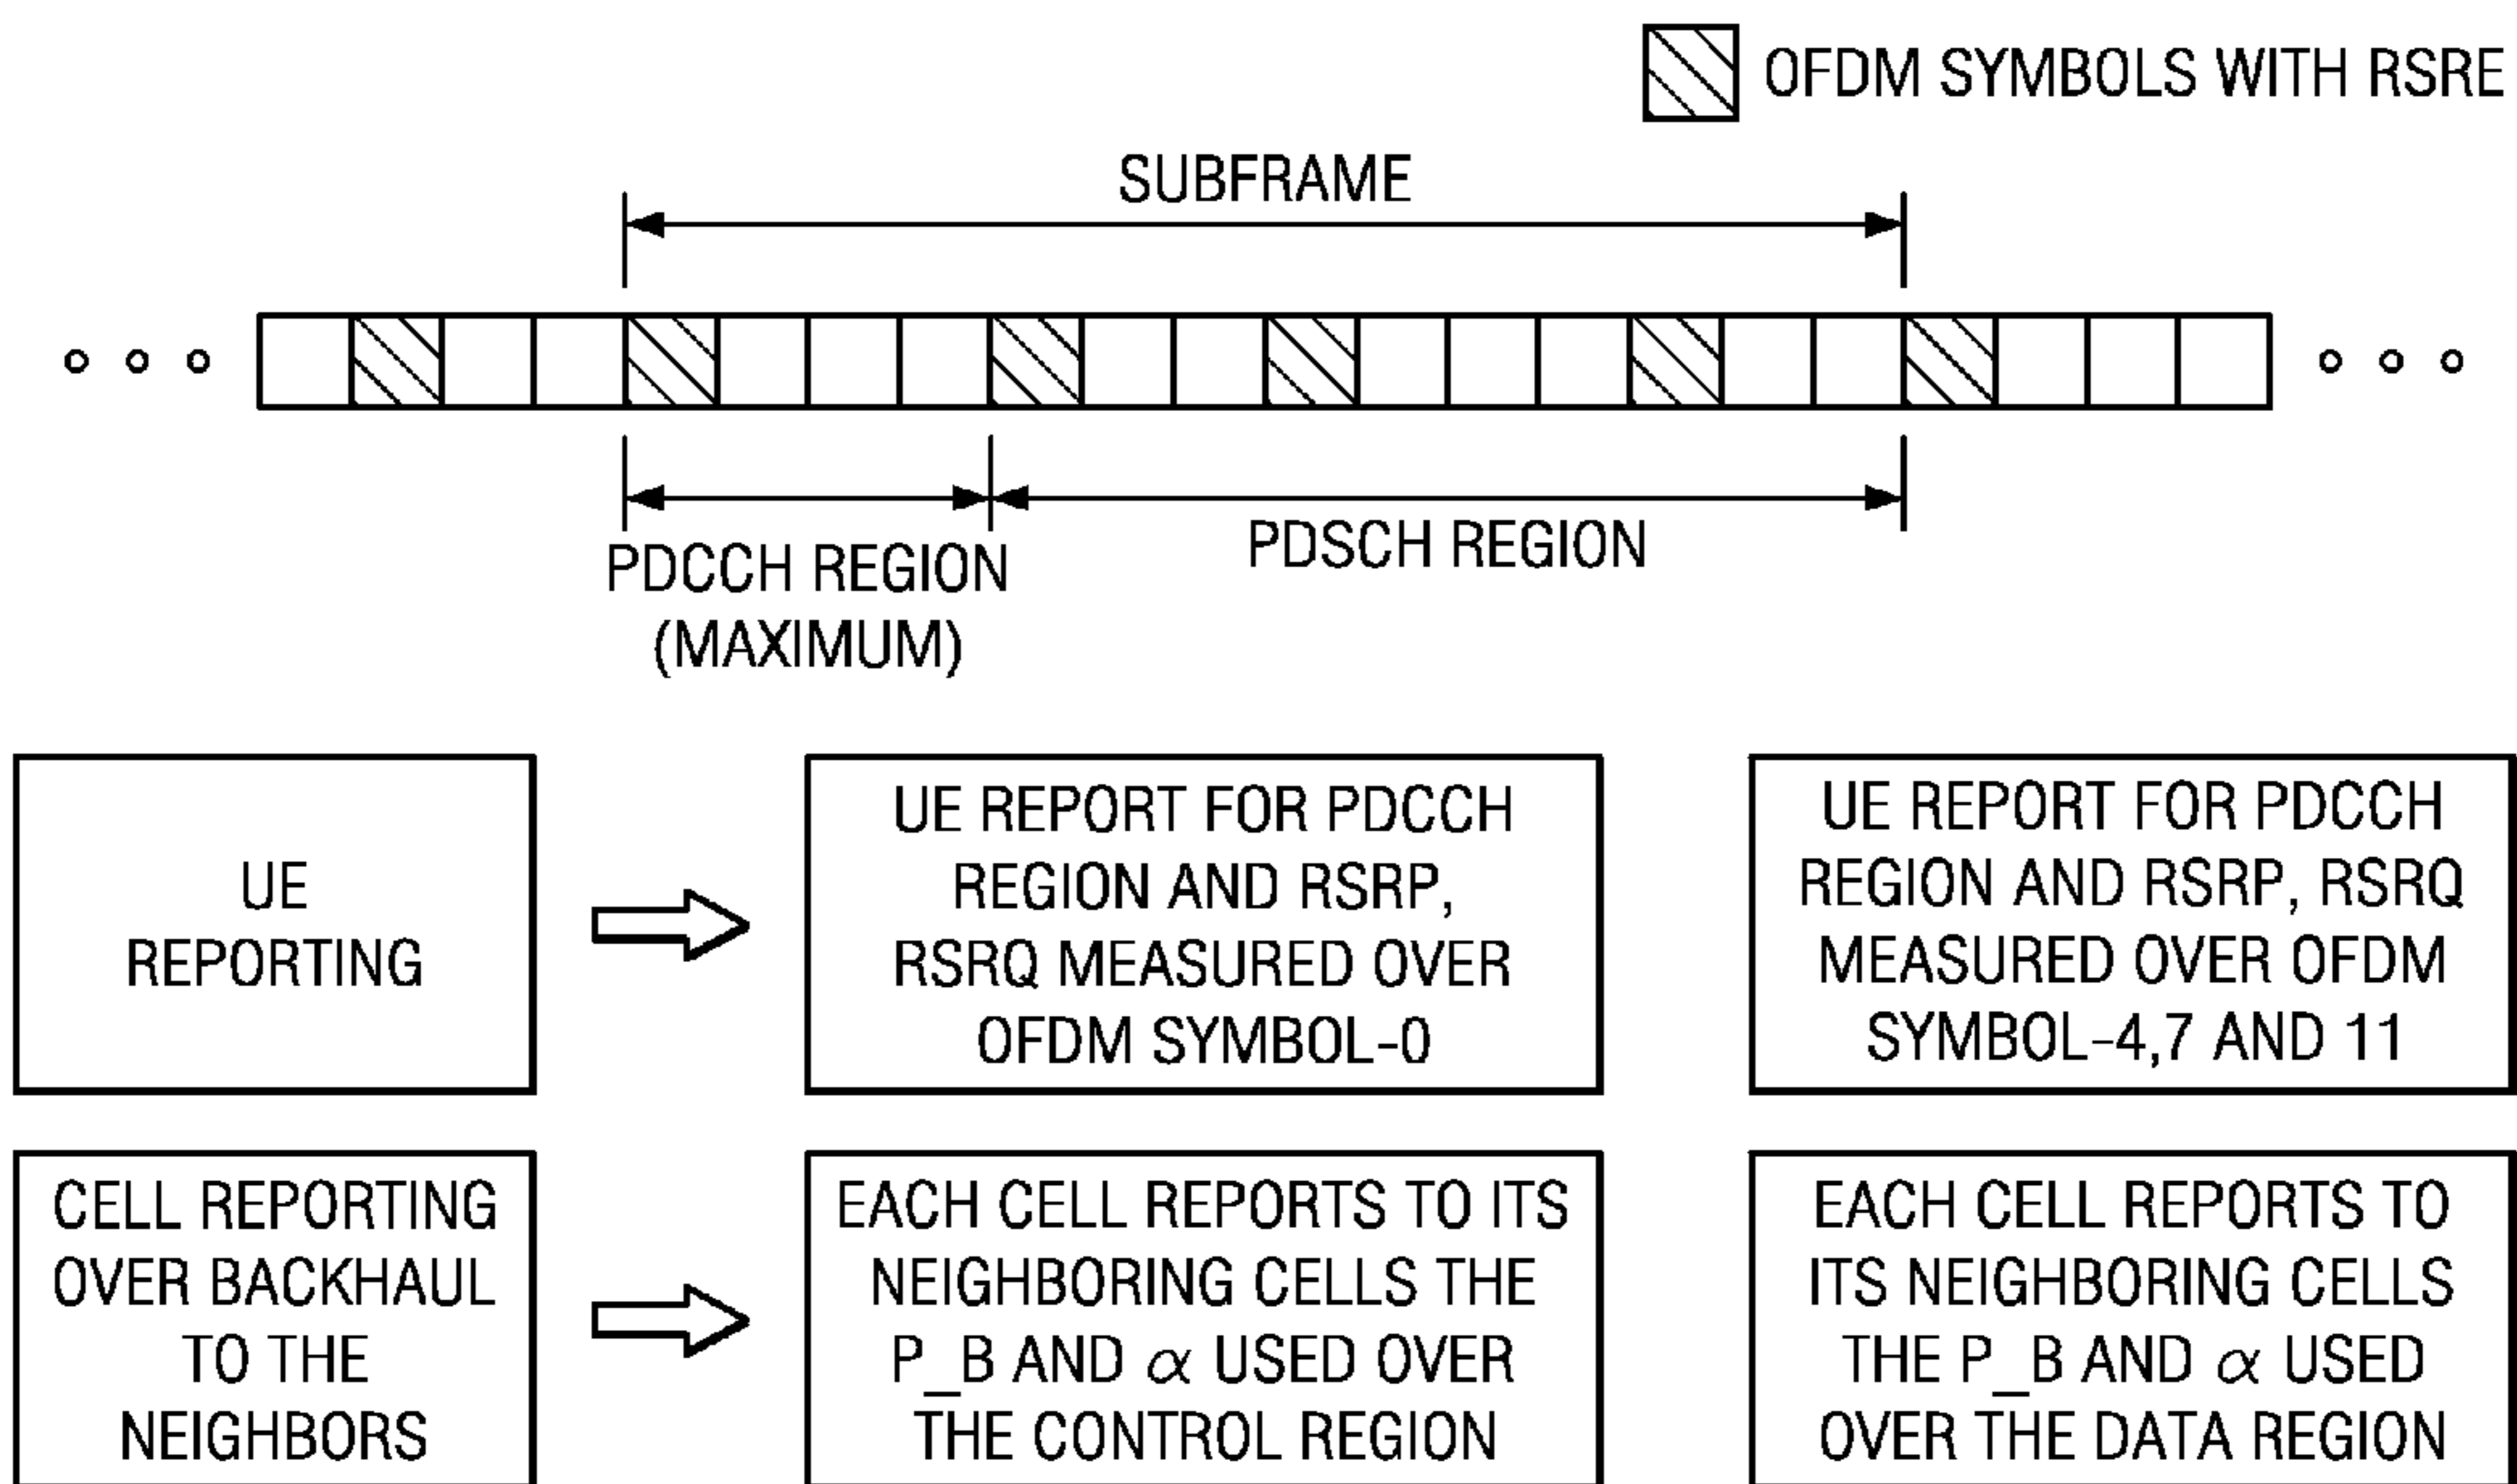 OFDM SYMBOLS WITH RSRE
SUBFRAME
PDCCH REGION
(MAXIMUM)
PDSCH REGION
UE
REPORTING
UE REPORT FOR PDCCH
REGION AND RSRP,
RSRQ MEASURED OVER
OFDM SYMBOL-0
UE REPORT FOR PDCCH
REGION AND RSRP, RSRQ
MEASURED OVER OFDM
SYMBOL-4,7 AND 11
CELL REPORTING
OVER BACKHAUL
TO THE
NEIGHBORS
EACH CELL REPORTS TO ITS
NEIGHBORING CELLS THE
P_B AND α USED OVER
THE CONTROL REGION
EACH CELL REPORTS TO
ITS NEIGHBORING CELLS
THE P_B AND α USED
OVER THE DATA REGION